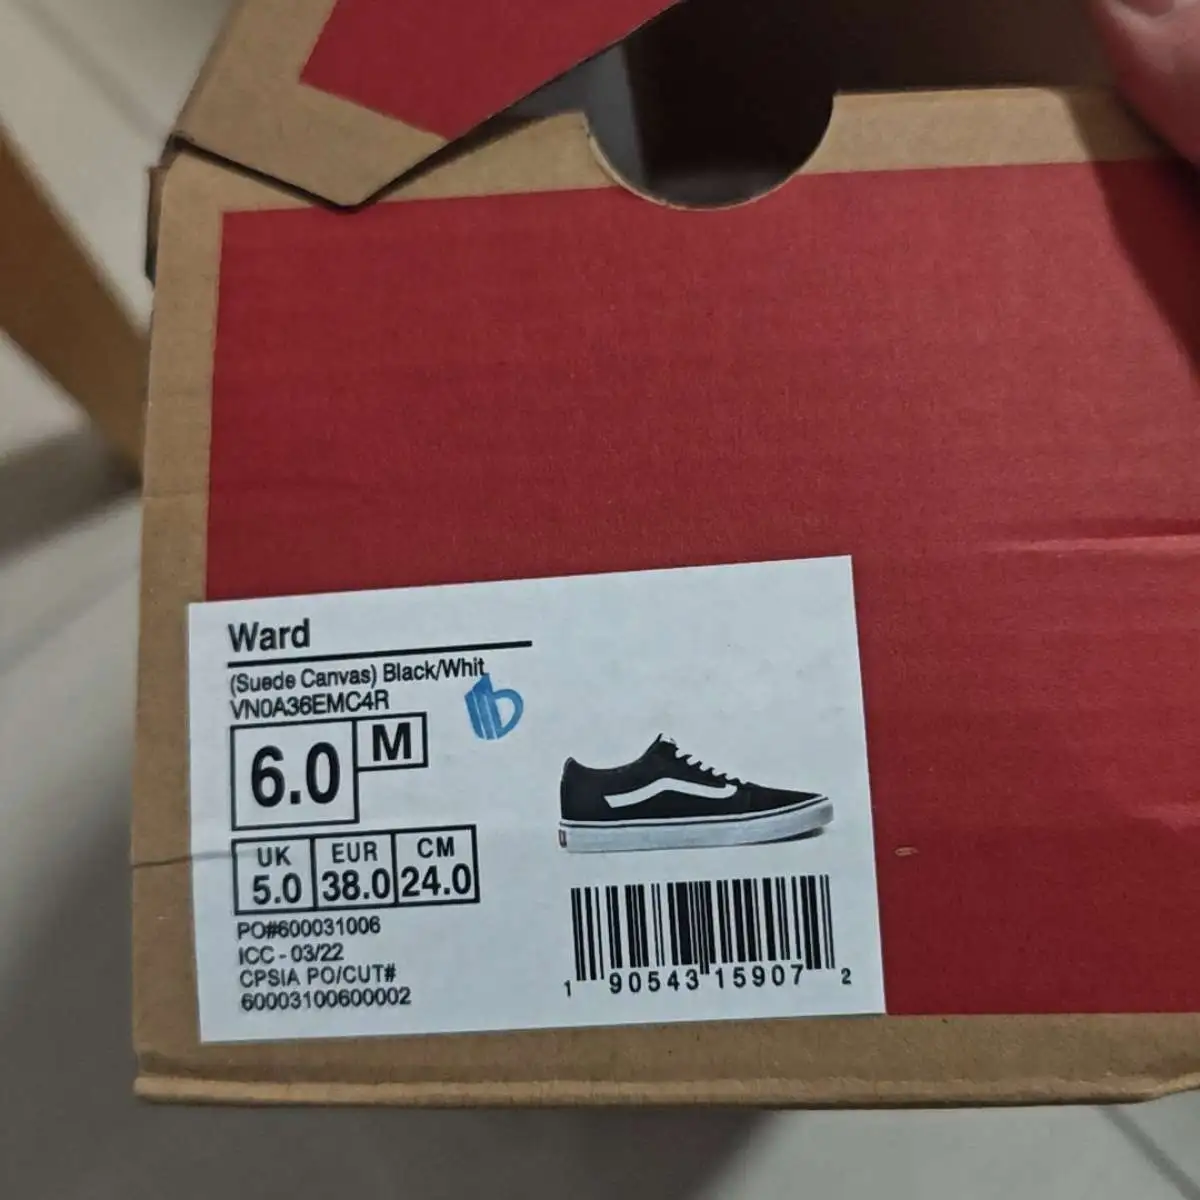 Ward
(Suede Canvas) Black/Whit
VN0A36EMC4R
6.0 M
UK EUR CM
5.0 38.0 24.0
PO#600031006
ICC - 03/22
CPSIA PO/CUT#
60003100600002
1 90543 15907 2